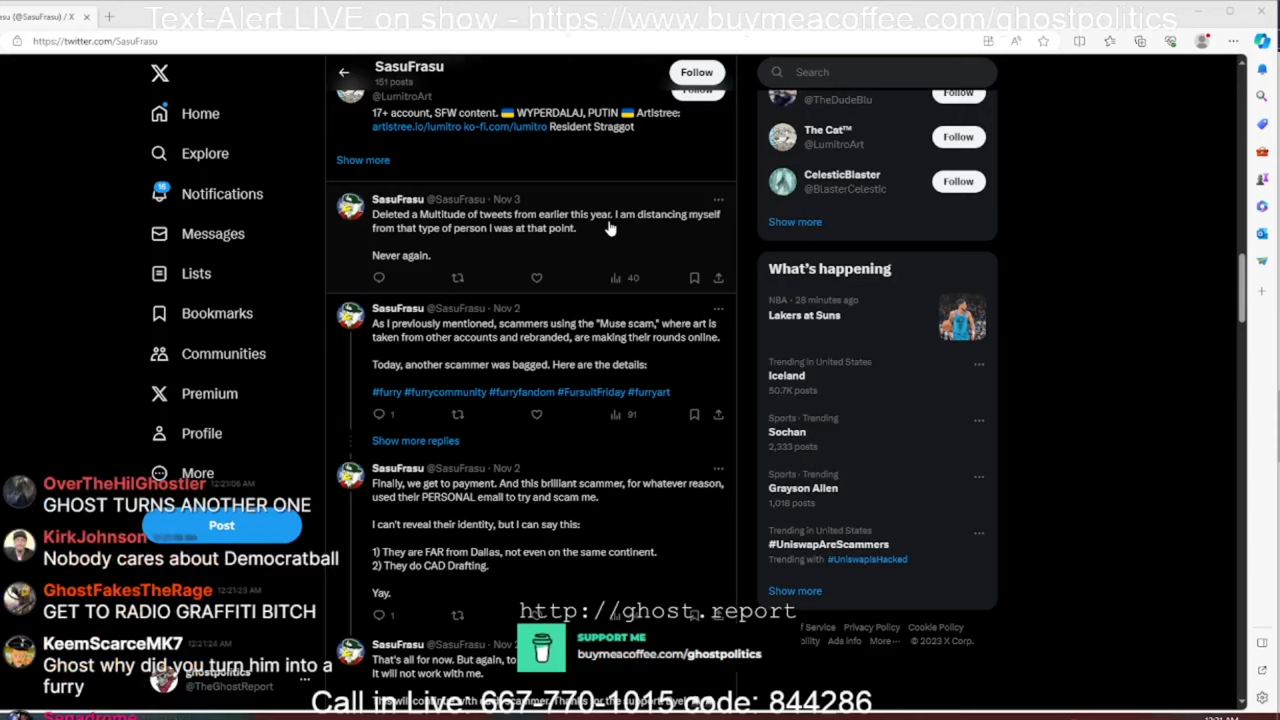 Text-Alert LIVE on show - https://www.buymeacoffee.com/ghostpolitics
asu (@SasuFrasu) / X
https://twitter.com/SasuFrasu
Home
Explore
16
Notifications
Messages
Lists
Bookmarks
Communities
Premium
Profile
More
Post
ghostpolitics
@TheGhostReport
SasuFrasu
151 posts
Follow
@LumitroArt
Follow
17+ account, SFW content. 🇺🇦 WYPERDALAJ, PUTIN 🇺🇦 Artistree:
artistree.io/lumitro ko-fi.com/lumitro Resident Straggot
Show more
SasuFrasu @SasuFrasu · Nov 3
Deleted a Multitude of tweets from earlier this year. I am distancing myself
from that type of person I was at that point.
Never again.
40
SasuFrasu @SasuFrasu · Nov 2
As I previously mentioned, scammers using the "Muse scam," where art is
taken from other accounts and rebranded, are making their rounds online.
Today, another scammer was bagged. Here are the details:
#furry #furrycommunity #furryfandom #FursuitFriday #furryart
1
91
Show more replies
SasuFrasu @SasuFrasu · Nov 2
Finally, we get to payment. And this brilliant scammer, for whatever reason,
used their PERSONAL email to try and scam me.
I can't reveal their identity, but I can say this:
1) They are FAR from Dallas, not even on the same continent.
2) They do CAD Drafting.
Yay.
1
SasuFrasu @SasuFrasu · Nov 2
That's all for now. But again, to
It will not work with me.
Search
@TheDudeBlu
Follow
The Cat™
@LumitroArt
Follow
CelesticBlaster
@BlasterCelestic
Follow
Show more
What's happening
NBA · 28 minutes ago
Lakers at Suns
Trending in United States
Iceland
50.7K posts
Sports · Trending
Sochan
2,333 posts
Sports · Trending
Grayson Allen
1,018 posts
Trending in United States
#UniswapAreScammers
Trending with #UniswapIsHacked
Show more
Service Privacy Policy Cookie Policy
Ads info More ··· © 2023 X Corp.
OverTheHilGhostler 12:21:06 AM
GHOST TURNS ANOTHER ONE
KirkJohnson
Nobody cares about Democratball
GhostFakesTheRage 12:21:23 AM
GET TO RADIO GRAFFITI BITCH
KeemScarceMK7 12:21:24 AM
Ghost why did you turn him into a
furry
http://ghost.report
SUPPORT ME
buymeacoffee.com/ghostpolitics
Call in Live: 667-770-1015 code: 844286